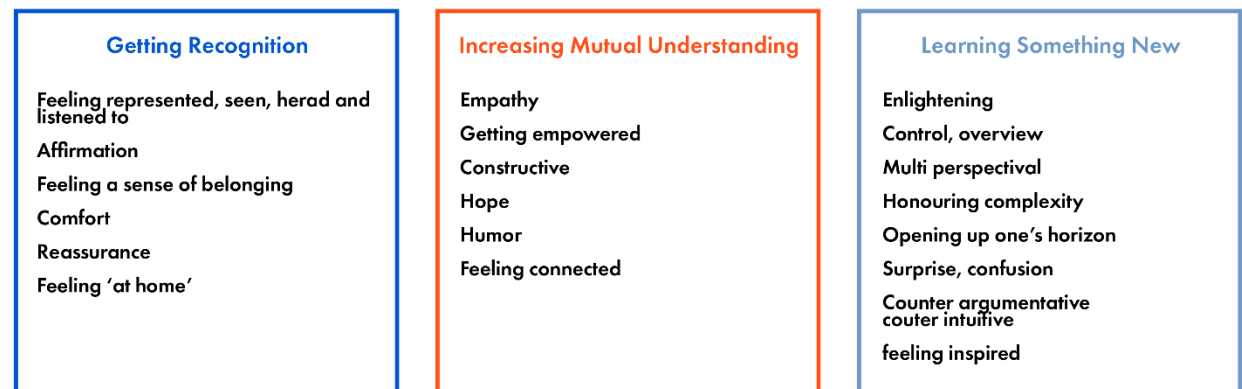 Getting Recognition
Feeling represented, seen, herad and
listened to
Affirmation
Feeling a sense of belonging
Comfort
Reassurance
Feeling ‘at home’
Increasing Mutual Understanding
Empathy
Getting empowered
Constructive
Hope
Humor
Feeling connected
Learning Something New
Enlightening
Control, overview
Multi perspectival
Honouring complexity
Opening up one’s horizon
Surprise, confusion
Counter argumentative
couter intuitive
feeling inspired